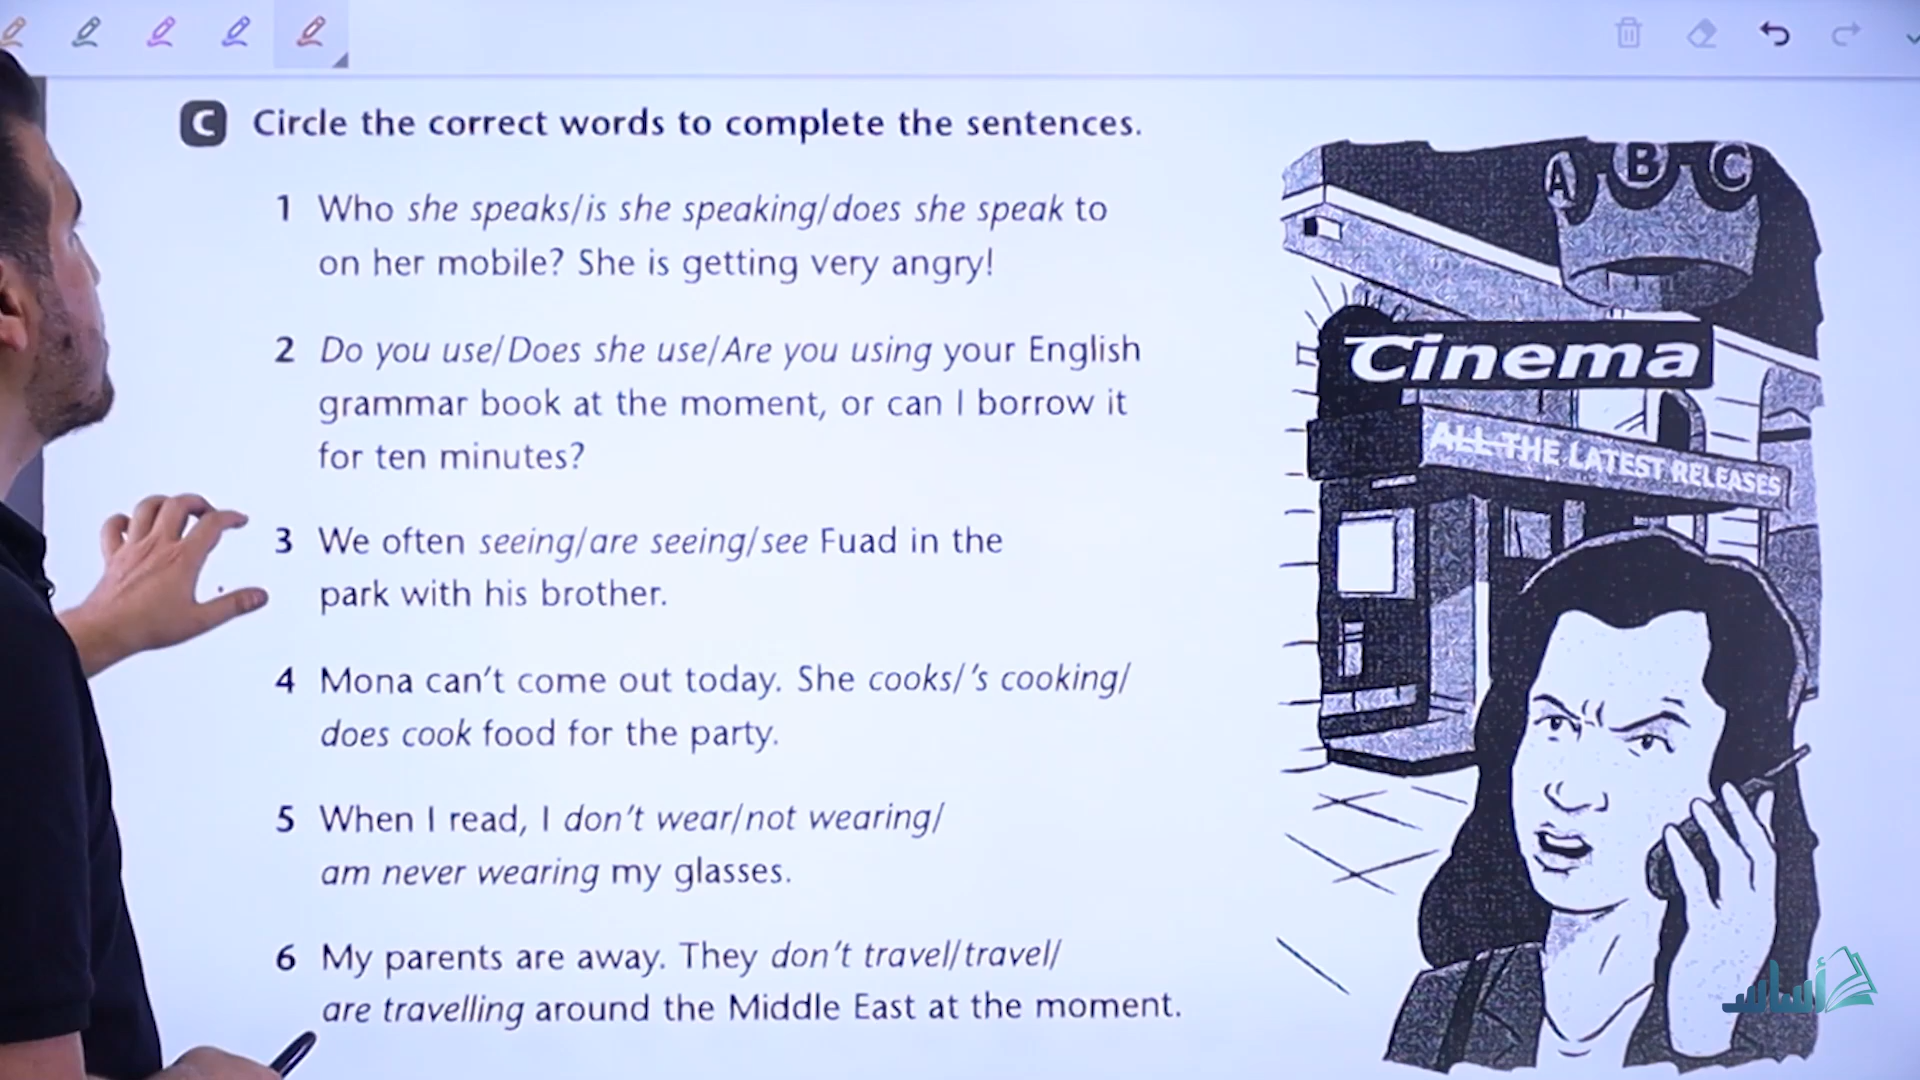 C Circle the correct words to complete the sentences.
1 Who she speaks/is she speaking/does she speak to
on her mobile? She is getting very angry!
2 Do you use/Does she use/Are you using your English
grammar book at the moment, or can I borrow it
for ten minutes?
3 We often seeing/are seeing/see Fuad in the
park with his brother.
4 Mona can't come out today. She cooks/'s cooking/
does cook food for the party.
5 When I read, I don't wear/not wearing/
am never wearing my glasses.
6 My parents are away. They don't travel/travel/
are travelling around the Middle East at the moment.
A B C
Cinema
ALL THE LATEST RELEASES
أساس